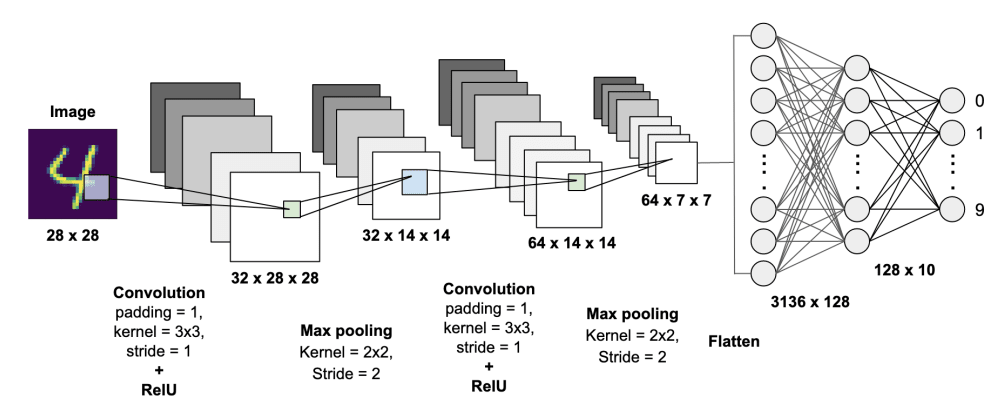 Image
28 x 28
32 x 28 x 28
32 x 14 x 14
64 x 14 x 14
64 x 7 x 7
3136 x 128
128 x 10
0
1
9
Convolution
padding = 1,
kernel = 3x3,
stride = 1
+
RelU
Max pooling
Kernel = 2x2,
Stride = 2
Convolution
padding = 1,
kernel = 3x3,
stride = 1
+
RelU
Max pooling
Kernel = 2x2,
Stride = 2
Flatten